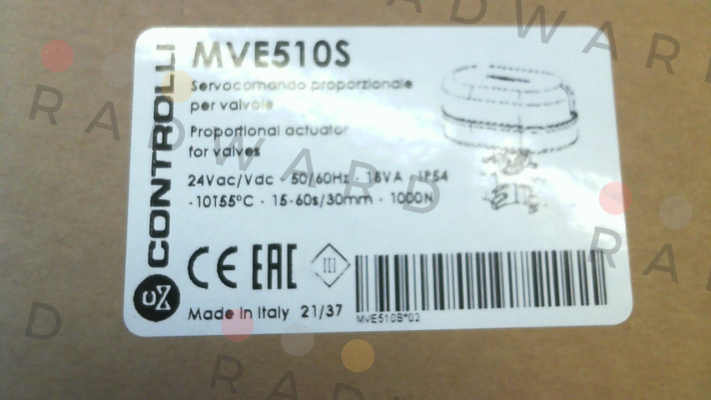 CONTROLLI
MVE510S
Servocomando proporzionale
per valvole
Proportional actuator
for valves
24Vac/Vdc - 50/60Hz - 18VA - IP54
-10T55°C - 15-60s/30mm - 1000N
CE EAC III
Made in Italy 21/37
MVE510S*02
RADWARD
RADWARD
RA
D
RADWARD